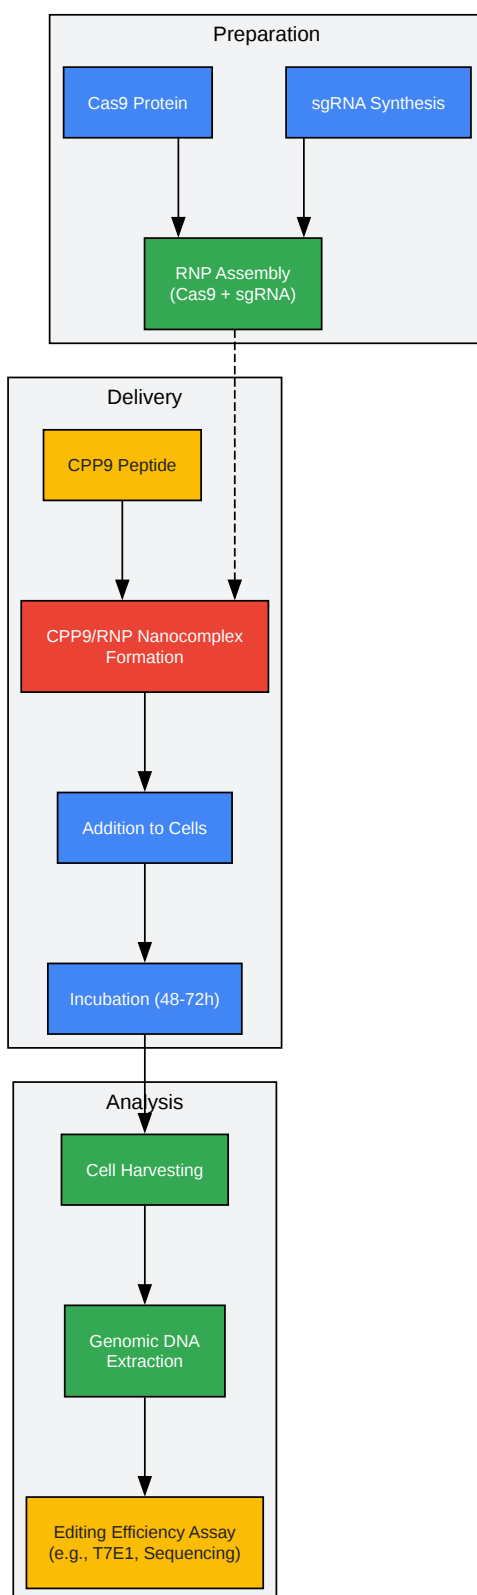 Preparation
Cas9 Protein
sgRNA Synthesis
RNP Assembly
(Cas9 + sgRNA)
Delivery
CPP9 Peptide
CPP9/RNP Nanocomplex
Formation
Addition to Cells
Incubation (48-72h)
Analysis
Cell Harvesting
Genomic DNA
Extraction
Editing Efficiency Assay
(e.g., T7E1, Sequencing)